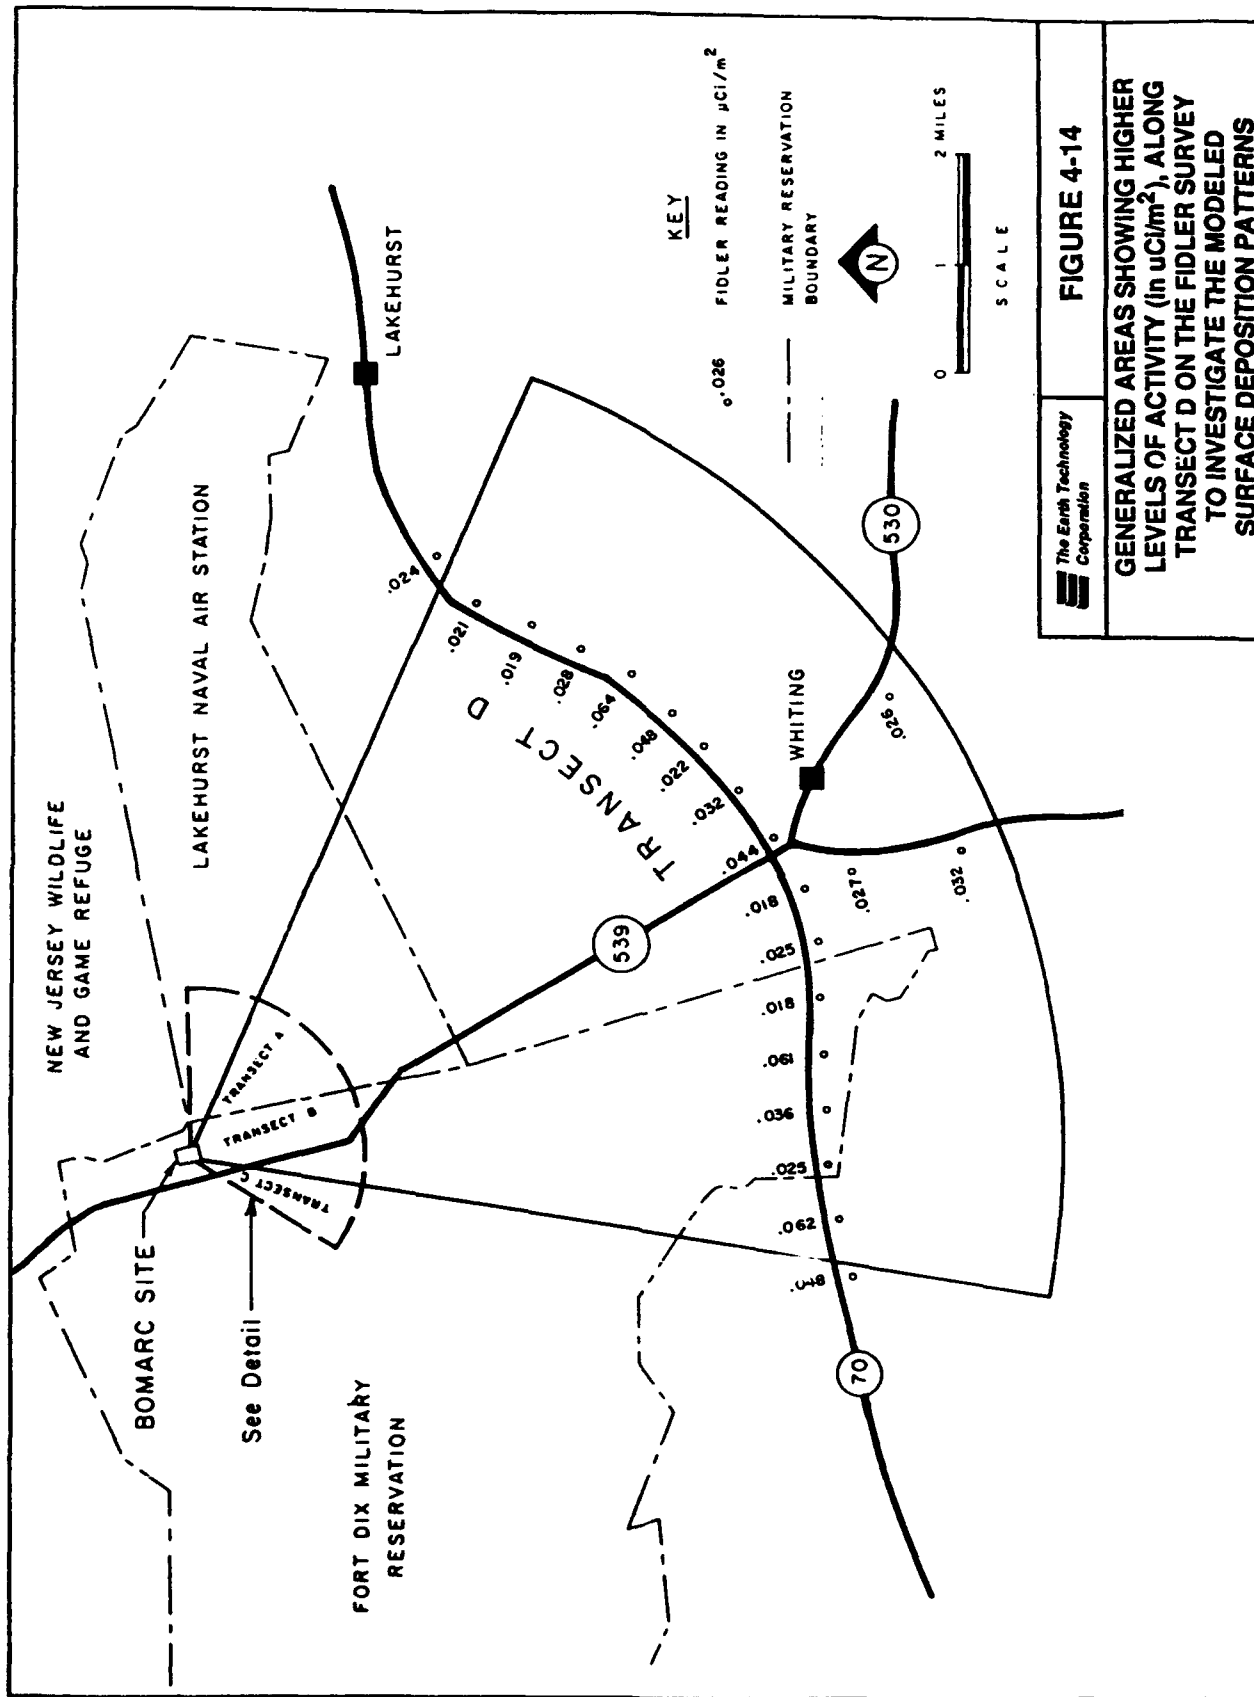 NEW JERSEY WILDLIFE
AND GAME REFUGE
LAKEHURST NAVAL AIR STATION
LAKEHURST
BOMARC SITE
See Detail
TRANSECT A
TRANSECT B
TRANSECT C
FORT DIX MILITARY
RESERVATION
539
TRANSECT D
.024
.021
.019
.028
.064
.048
.022
.032
.044
.018
.025
.018
.061
.036
.025
.062
.048
70
WHITING
.027
.032
.026
530
KEY
.026
FIDLER READING IN µCi/m²
MILITARY RESERVATION
BOUNDARY
N
0 1 2 MILES
SCALE
The Earth Technology
Corporation
FIGURE 4-14
GENERALIZED AREAS SHOWING HIGHER
LEVELS OF ACTIVITY (in uCi/m²), ALONG
TRANSECT D ON THE FIDLER SURVEY
TO INVESTIGATE THE MODELED
SURFACE DEPOSITION PATTERNS